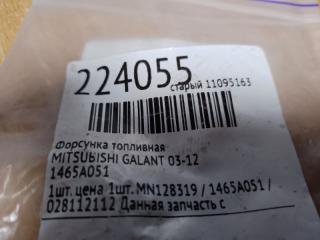 224055
старый 11095163
Форсунка топливная
MITSUBISHI GALANT 03-12
1465A051
1шт. цена 1шт. MN128319 / 1465A051 /
028112112 Данная запчасть с